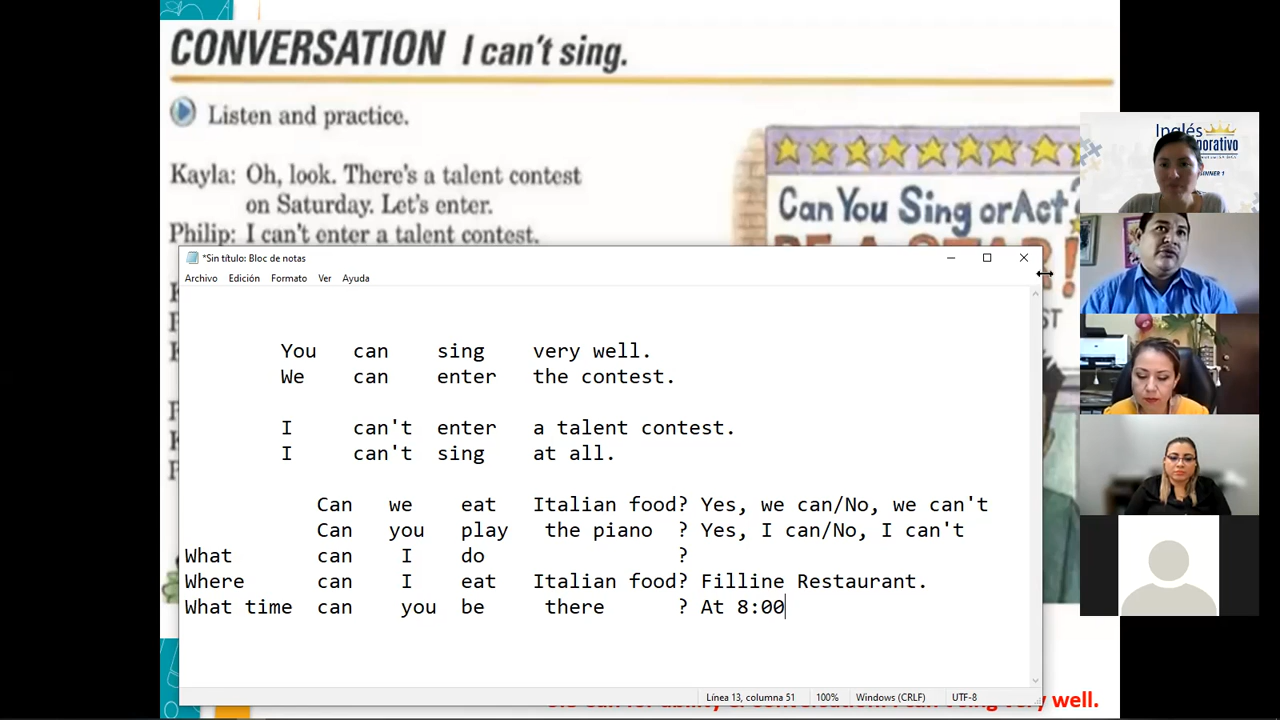 CONVERSATION I can't sing.
Listen and practice.
Kayla: Oh, look. There's a talent contest
on Saturday. Let's enter.
Philip: I can't enter a talent contest.
Can You Sing or Act?
BE A STAR!
*Sin título: Bloc de notas
Archivo Edición Formato Ver Ayuda
You can sing very well.
We can enter the contest.
I can't enter a talent contest.
I can't sing at all.
Can we eat Italian food? Yes, we can/No, we can't
Can you play the piano ? Yes, I can/No, I can't
What can I do ?
Where can I eat Italian food? Filline Restaurant.
What time can you be there ? At 8:00
Línea 13, columna 51 100% Windows (CRLF) UTF-8
well.
Inglés